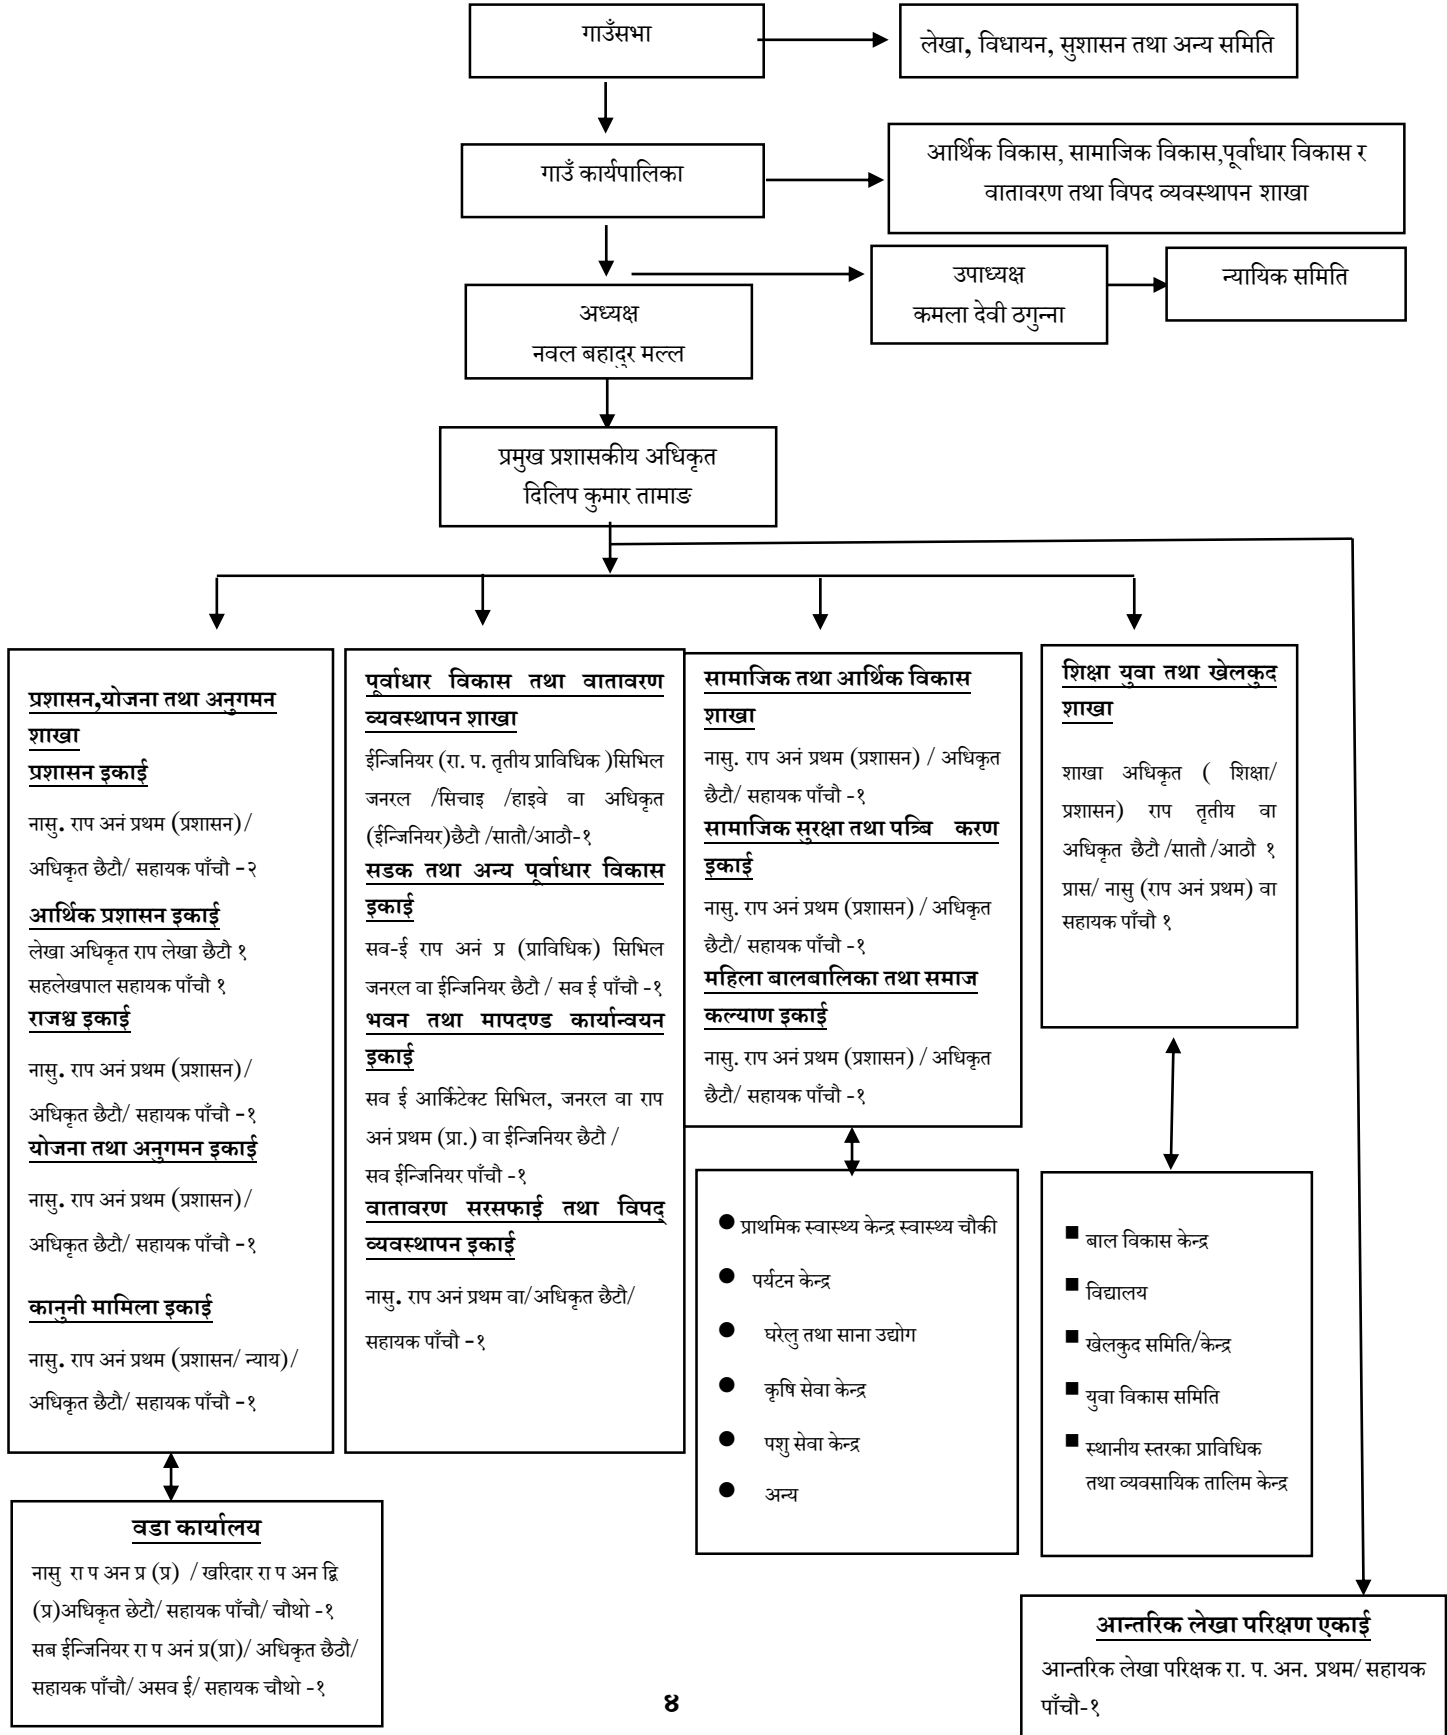 गाउँसभा
लेखा, विधायन, सुशासन तथा अन्य समिति
गाउँ कार्यपालिका
आर्थिक विकास, सामाजिक विकास,पूर्वाधार विकास र
वातावरण तथा विपद व्यवस्थापन शाखा
अध्यक्ष
नवल बहादुर मल्ल
उपाध्यक्ष
कमला देवी ठगुन्ना
न्यायिक समिति
प्रमुख प्रशासकीय अधिकृत
दिलिप कुमार तामाङ
प्रशासन,योजना तथा अनुगमन
शाखा
प्रशासन इकाई
नासु. राप अनं प्रथम (प्रशासन)/
अधिकृत छैटौ/ सहायक पाँचौ -२
आर्थिक प्रशासन इकाई
लेखा अधिकृत राप लेखा छैटौ १
सहलेखपाल सहायक पाँचौ १
राजश्व इकाई
नासु. राप अनं प्रथम (प्रशासन)/
अधिकृत छैटौ/ सहायक पाँचौ -१
योजना तथा अनुगमन इकाई
नासु. राप अनं प्रथम (प्रशासन)/
अधिकृत छैटौ/ सहायक पाँचौ -१
कानुनी मामिला इकाई
नासु. राप अनं प्रथम (प्रशासन/ न्याय)/
अधिकृत छैटौ/ सहायक पाँचौ -१
पूर्वाधार विकास तथा वातावरण
व्यवस्थापन शाखा
ईन्जिनियर (रा. प. तृतीय प्राविधिक )सिभिल
जनरल /सिचाइ /हाइवे वा अधिकृत
(ईन्जिनियर)छैटौ /सातौ/आठौ-१
सडक तथा अन्य पूर्वाधार विकास
इकाई
सव-ई राप अनं प्र (प्राविधिक) सिभिल
जनरल वा ईन्जिनियर छैटौ / सव ई पाँचौ -१
भवन तथा मापदण्ड कार्यान्वयन
इकाई
सव ई आर्किटेक्ट सिभिल, जनरल वा राप
अनं प्रथम (प्रा.) वा ईन्जिनियर छैटौ /
सव ईन्जिनियर पाँचौ -१
वातावरण सरसफाई तथा विपद्
व्यवस्थापन इकाई
नासु. राप अनं प्रथम वा/अधिकृत छैटौ/
सहायक पाँचौ -१
सामाजिक तथा आर्थिक विकास
शाखा
नासु. राप अनं प्रथम (प्रशासन) / अधिकृत
छैटौ/ सहायक पाँचौ -१
सामाजिक सुरक्षा तथा पञ्जि करण
इकाई
नासु. राप अनं प्रथम (प्रशासन) / अधिकृत
छैटौ/ सहायक पाँचौ -१
महिला बालबालिका तथा समाज
कल्याण इकाई
नासु. राप अनं प्रथम (प्रशासन) / अधिकृत
छैटौ/ सहायक पाँचौ -१
शिक्षा युवा तथा खेलकुद
शाखा
शाखा अधिकृत ( शिक्षा/
प्रशासन) राप तृतीय वा
अधिकृत छैटौ /सातौ /आठौ १
प्रास/ नासु (राप अनं प्रथम) वा
सहायक पाँचौ १
● प्राथमिक स्वास्थ्य केन्द्र स्वास्थ्य चौकी
● पर्यटन केन्द्र
● घरेलु तथा साना उद्योग
● कृषि सेवा केन्द्र
● पशु सेवा केन्द्र
● अन्य
■ बाल विकास केन्द्र
■ विद्यालय
■ खेलकुद समिति/केन्द्र
■ युवा विकास समिति
■ स्थानीय स्तरका प्राविधिक
तथा व्यवसायिक तालिम केन्द्र
वडा कार्यालय
नासु रा प अन प्र (प्र) / खरिदार रा प अन द्वि
(प्र)अधिकृत छेटौ/ सहायक पाँचौ/ चौथो -१
सब ईन्जिनियर रा प अनं प्र(प्रा)/ अधिकृत छैठौ/
सहायक पाँचौ/ असव ई/ सहायक चौथो -१
आन्तरिक लेखा परिक्षण एकाई
आन्तरिक लेखा परिक्षक रा. प. अन. प्रथम/ सहायक
पाँचौ-१
४